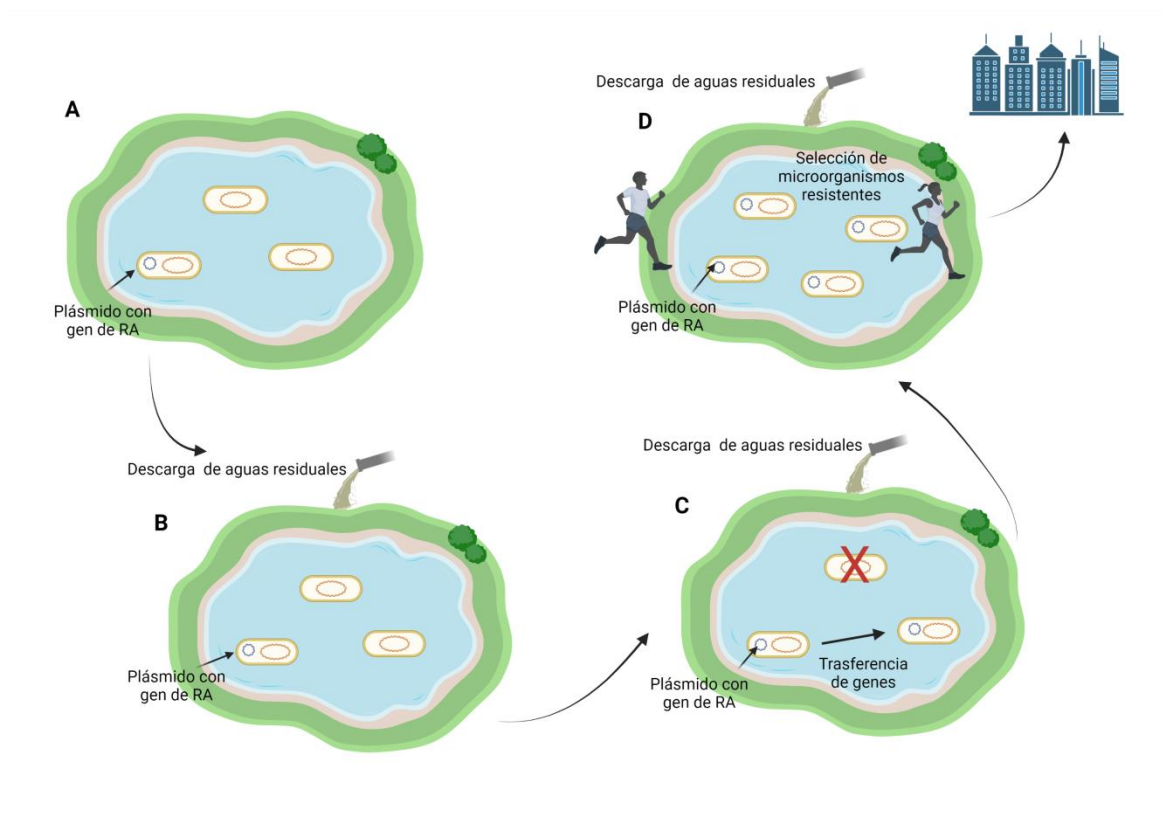 A
Plásmido con
gen de RA
Descarga de aguas residuales
B
Plásmido con
gen de RA
Descarga de aguas residuales
C
Plásmido con
gen de RA
Trasferencia
de genes
Descarga de aguas residuales
D
Selección de
microorganismos
resistentes
Plásmido con
gen de RA